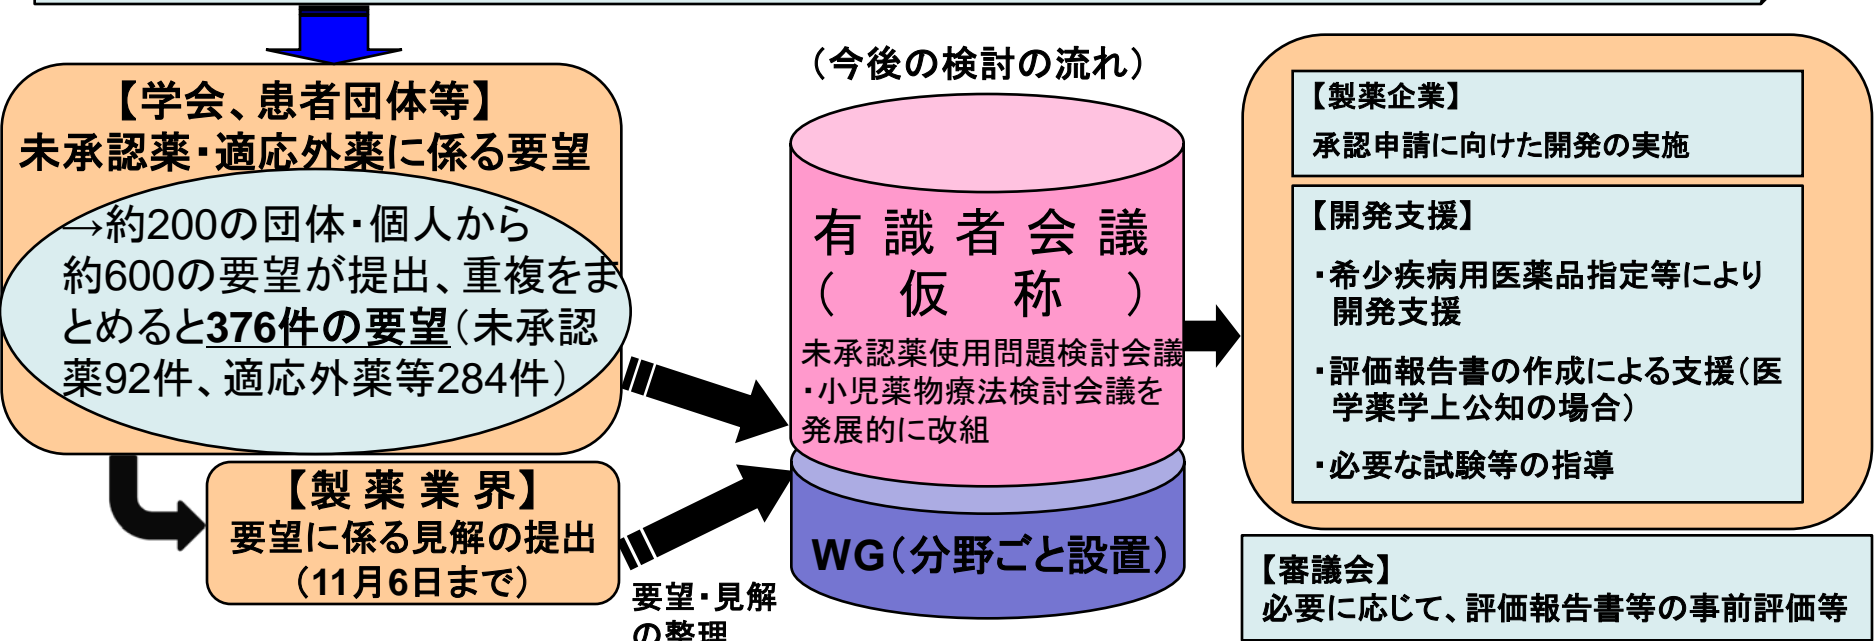 【学会、患者団体等】
未承認薬・適応外薬に係る要望
→約200の団体・個人から
約600の要望が提出、重複をま
とめると376件の要望（未承認
薬92件、適応外薬等284件）
【製 薬 業 界】
要望に係る見解の提出
（11月6日まで）
要望・見解
の整理
（今後の検討の流れ）
有 識 者 会 議
（ 仮 称 ）
未承認薬使用問題検討会議
・小児薬物療法検討会議を
発展的に改組
WG（分野ごと設置）
【製薬企業】
承認申請に向けた開発の実施
【開発支援】
・希少疾病用医薬品指定等により
開発支援
・評価報告書の作成による支援（医
学薬学上公知の場合）
・必要な試験等の指導
【審議会】
必要に応じて、評価報告書等の事前評価等